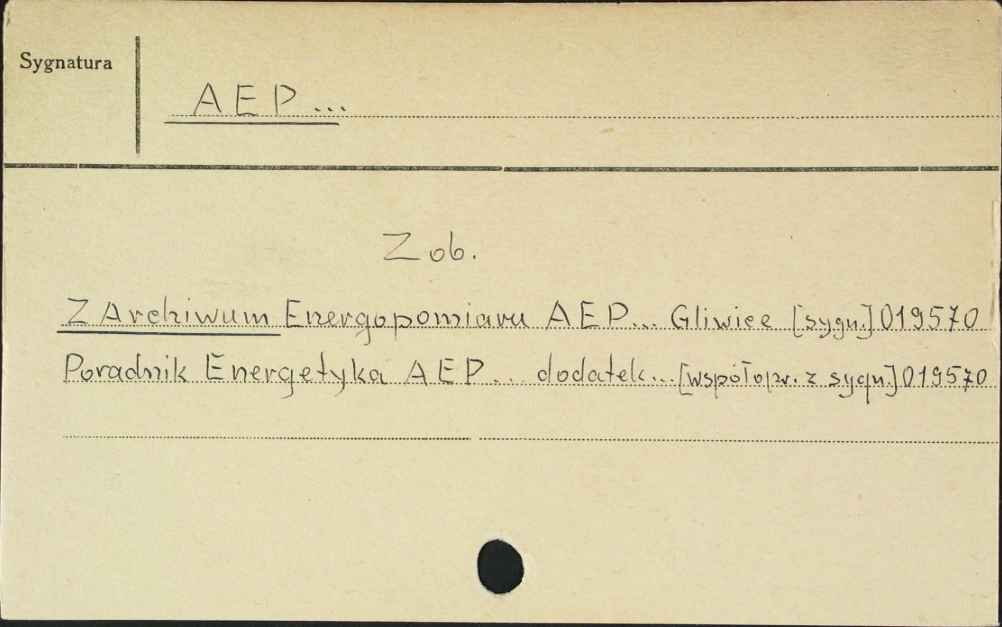 Sygnatura
AEP...
Zob.
Z Archiwum Energopomiaru AEP... Gliwice [sygn.] 019570
Poradnik Energetyka AEP... dodatek... [współopr. z sygn.] 019570